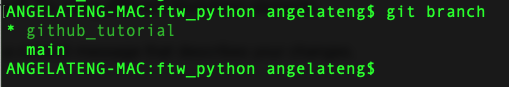 ANGELATENG-MAC:ftw_python angelateng$ git branch
* github_tutorial
  main
ANGELATENG-MAC:ftw_python angelateng$